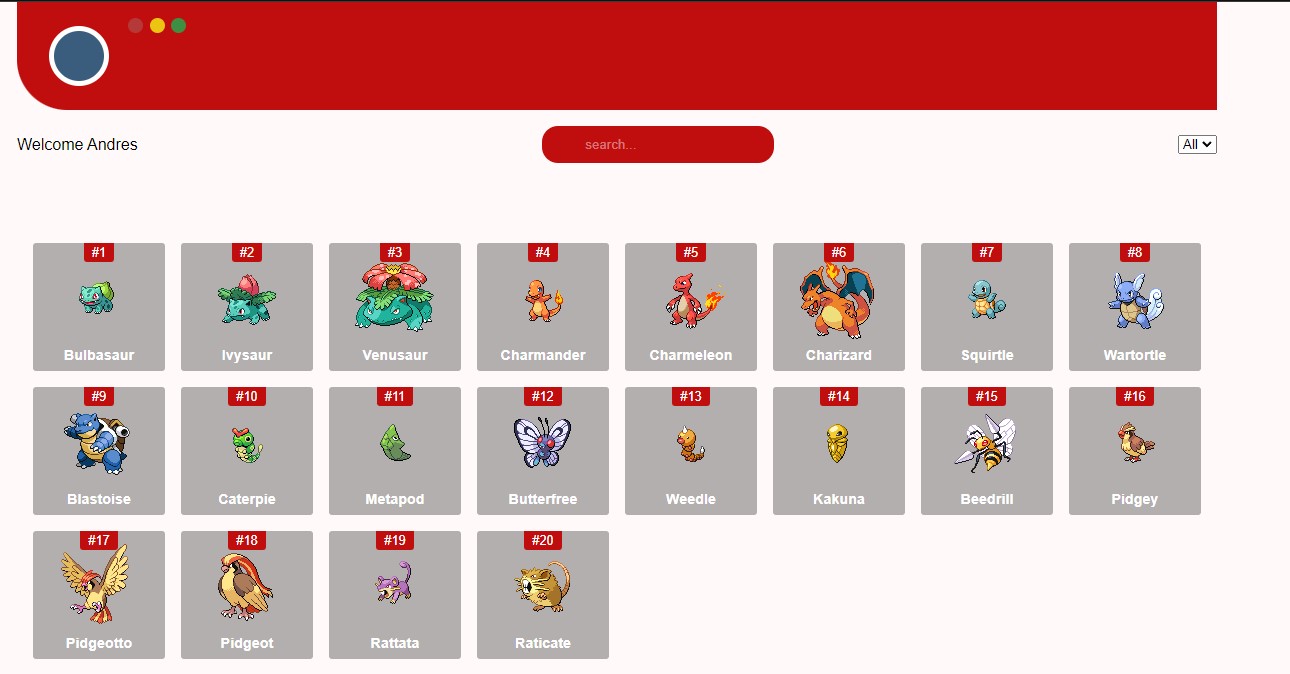 Welcome Andres search... All
#1 #2 #3 #4 #5 #6 #7 #8
Bulbasaur Ivysaur Venusaur Charmander Charmeleon Charizard Squirtle Wartortle
#9 #10 #11 #12 #13 #14 #15 #16
Blastoise Caterpie Metapod Butterfree Weedle Kakuna Beedrill Pidgey
#17 #18 #19 #20
Pidgeotto Pidgeot Rattata Raticate